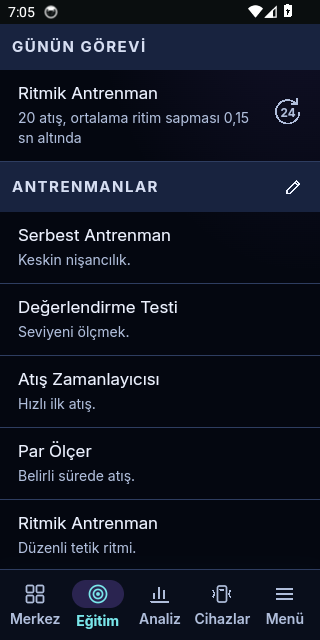 7:05
GÜNÜN GÖREVİ
Ritmik Antrenman
20 atış, ortalama ritim sapması 0,15
sn altında
24
ANTRENMANLAR
Serbest Antrenman
Keskin nişancılık.
Değerlendirme Testi
Seviyeni ölçmek.
Atış Zamanlayıcısı
Hızlı ilk atış.
Par Ölçer
Belirli sürede atış.
Ritmik Antrenman
Düzenli tetik ritmi.
Merkez Eğitim Analiz Cihazlar Menü